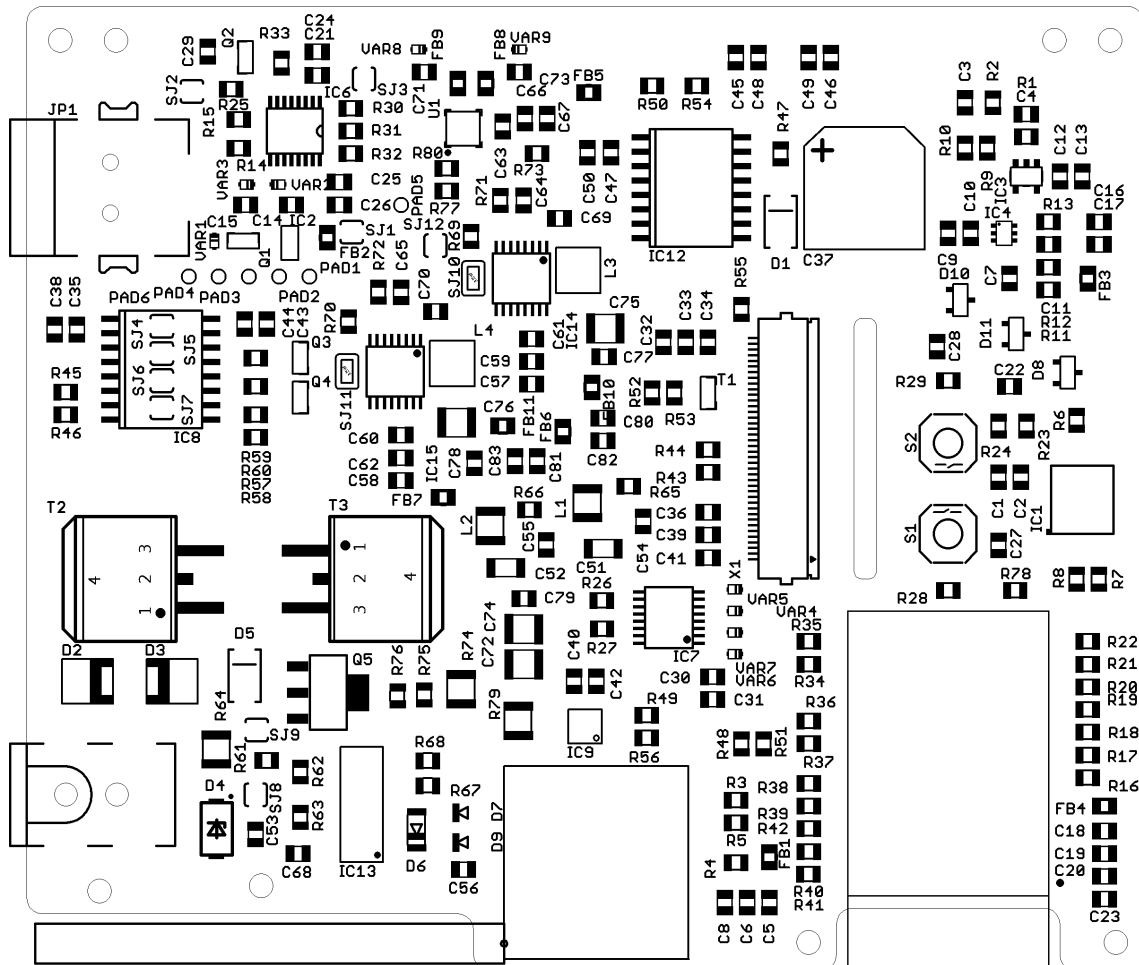 C24
C21
R33
Q2
C29
VAR8
FB9
FB8
VAR9
C73
FB5
C66
C71
IC6
SJ3
SJ2
R25
R15
R14
JP1
R30
R31
R32
U1
R80
C67
C63
R73
R71
C64
R77
PAD5
C50
C47
C69
R50
R54
C45
C48
C49
C46
R47
C3
R2
R1
C4
R10
R9
IC3
C12
C13
C16
C17
R13
IC4
C10
C9
D10
C7
FB3
C11
R12
R11
D11
C28
R29
C22
D8
R6
VAR3
VAR2
C25
C26
C15
C14
IC2
VAR1
Q1
FB2
SJ1
SJ12
R69
R72
C65
SJ10
L3
IC12
D1
C37
R55
PAD1
PAD2
PAD3
PAD4
PAD6
C38
C35
SJ4
SJ5
SJ6
SJ7
IC8
C44
C43
R70
C70
Q3
Q4
L4
C61
IC14
C75
C59
C57
C77
C32
C33
C34
R45
R46
R59
R60
R57
R58
SJ11
FB10
FB11
FB6
R52
R53
T1
C76
C80
C82
C60
C62
C58
IC15
C78
C83
C81
FB7
R44
R43
R65
S2
R24
R23
C1
C2
IC1
T2
3
4
2
1
T3
1
2
4
3
R66
L1
L2
C55
C52
C51
C54
C36
C39
C41
X1
S1
C27
R78
R8
R7
R28
VAR5
VAR4
R35
R34
VAR7
VAR6
R26
R27
C79
C74
C72
IC7
D2
D3
D5
Q5
R76
R75
R74
R79
C40
C42
C30
C31
R49
R56
IC9
R36
R37
R48
R51
R64
R61
SJ9
SJ8
R62
R63
D4
C53
C68
IC13
R68
R67
D6
D7
D9
C56
R3
R5
R4
R38
R39
R42
FB1
R40
R41
C8
C6
C5
R22
R21
R20
R19
R18
R17
R16
FB4
C18
C19
C20
C23